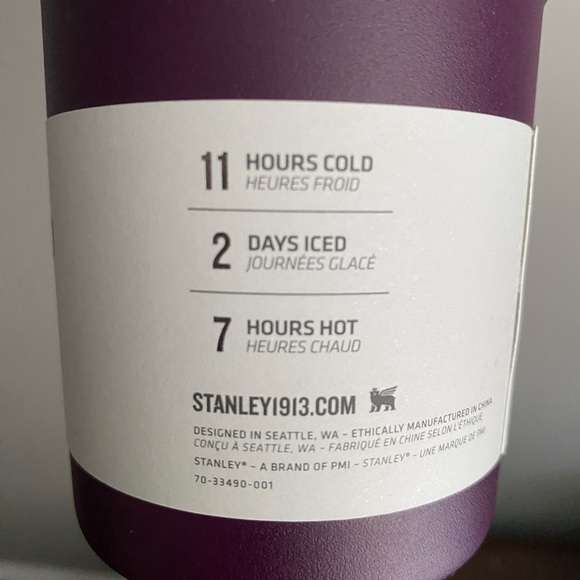 11 HOURS COLD
HEURES FROID
2 DAYS ICED
JOURNÉES GLACÉ
7 HOURS HOT
HEURES CHAUD
STANLEY1913.COM
DESIGNED IN SEATTLE, WA – ETHICALLY MANUFACTURED IN CHINA
CONÇU À SEATTLE, WA – FABRIQUÉ EN CHINE SELON L'ÉTHIQUE
STANLEY® – A BRAND OF PMI – STANLEY® – UNE MARQUE DE PMI
70-33490-001